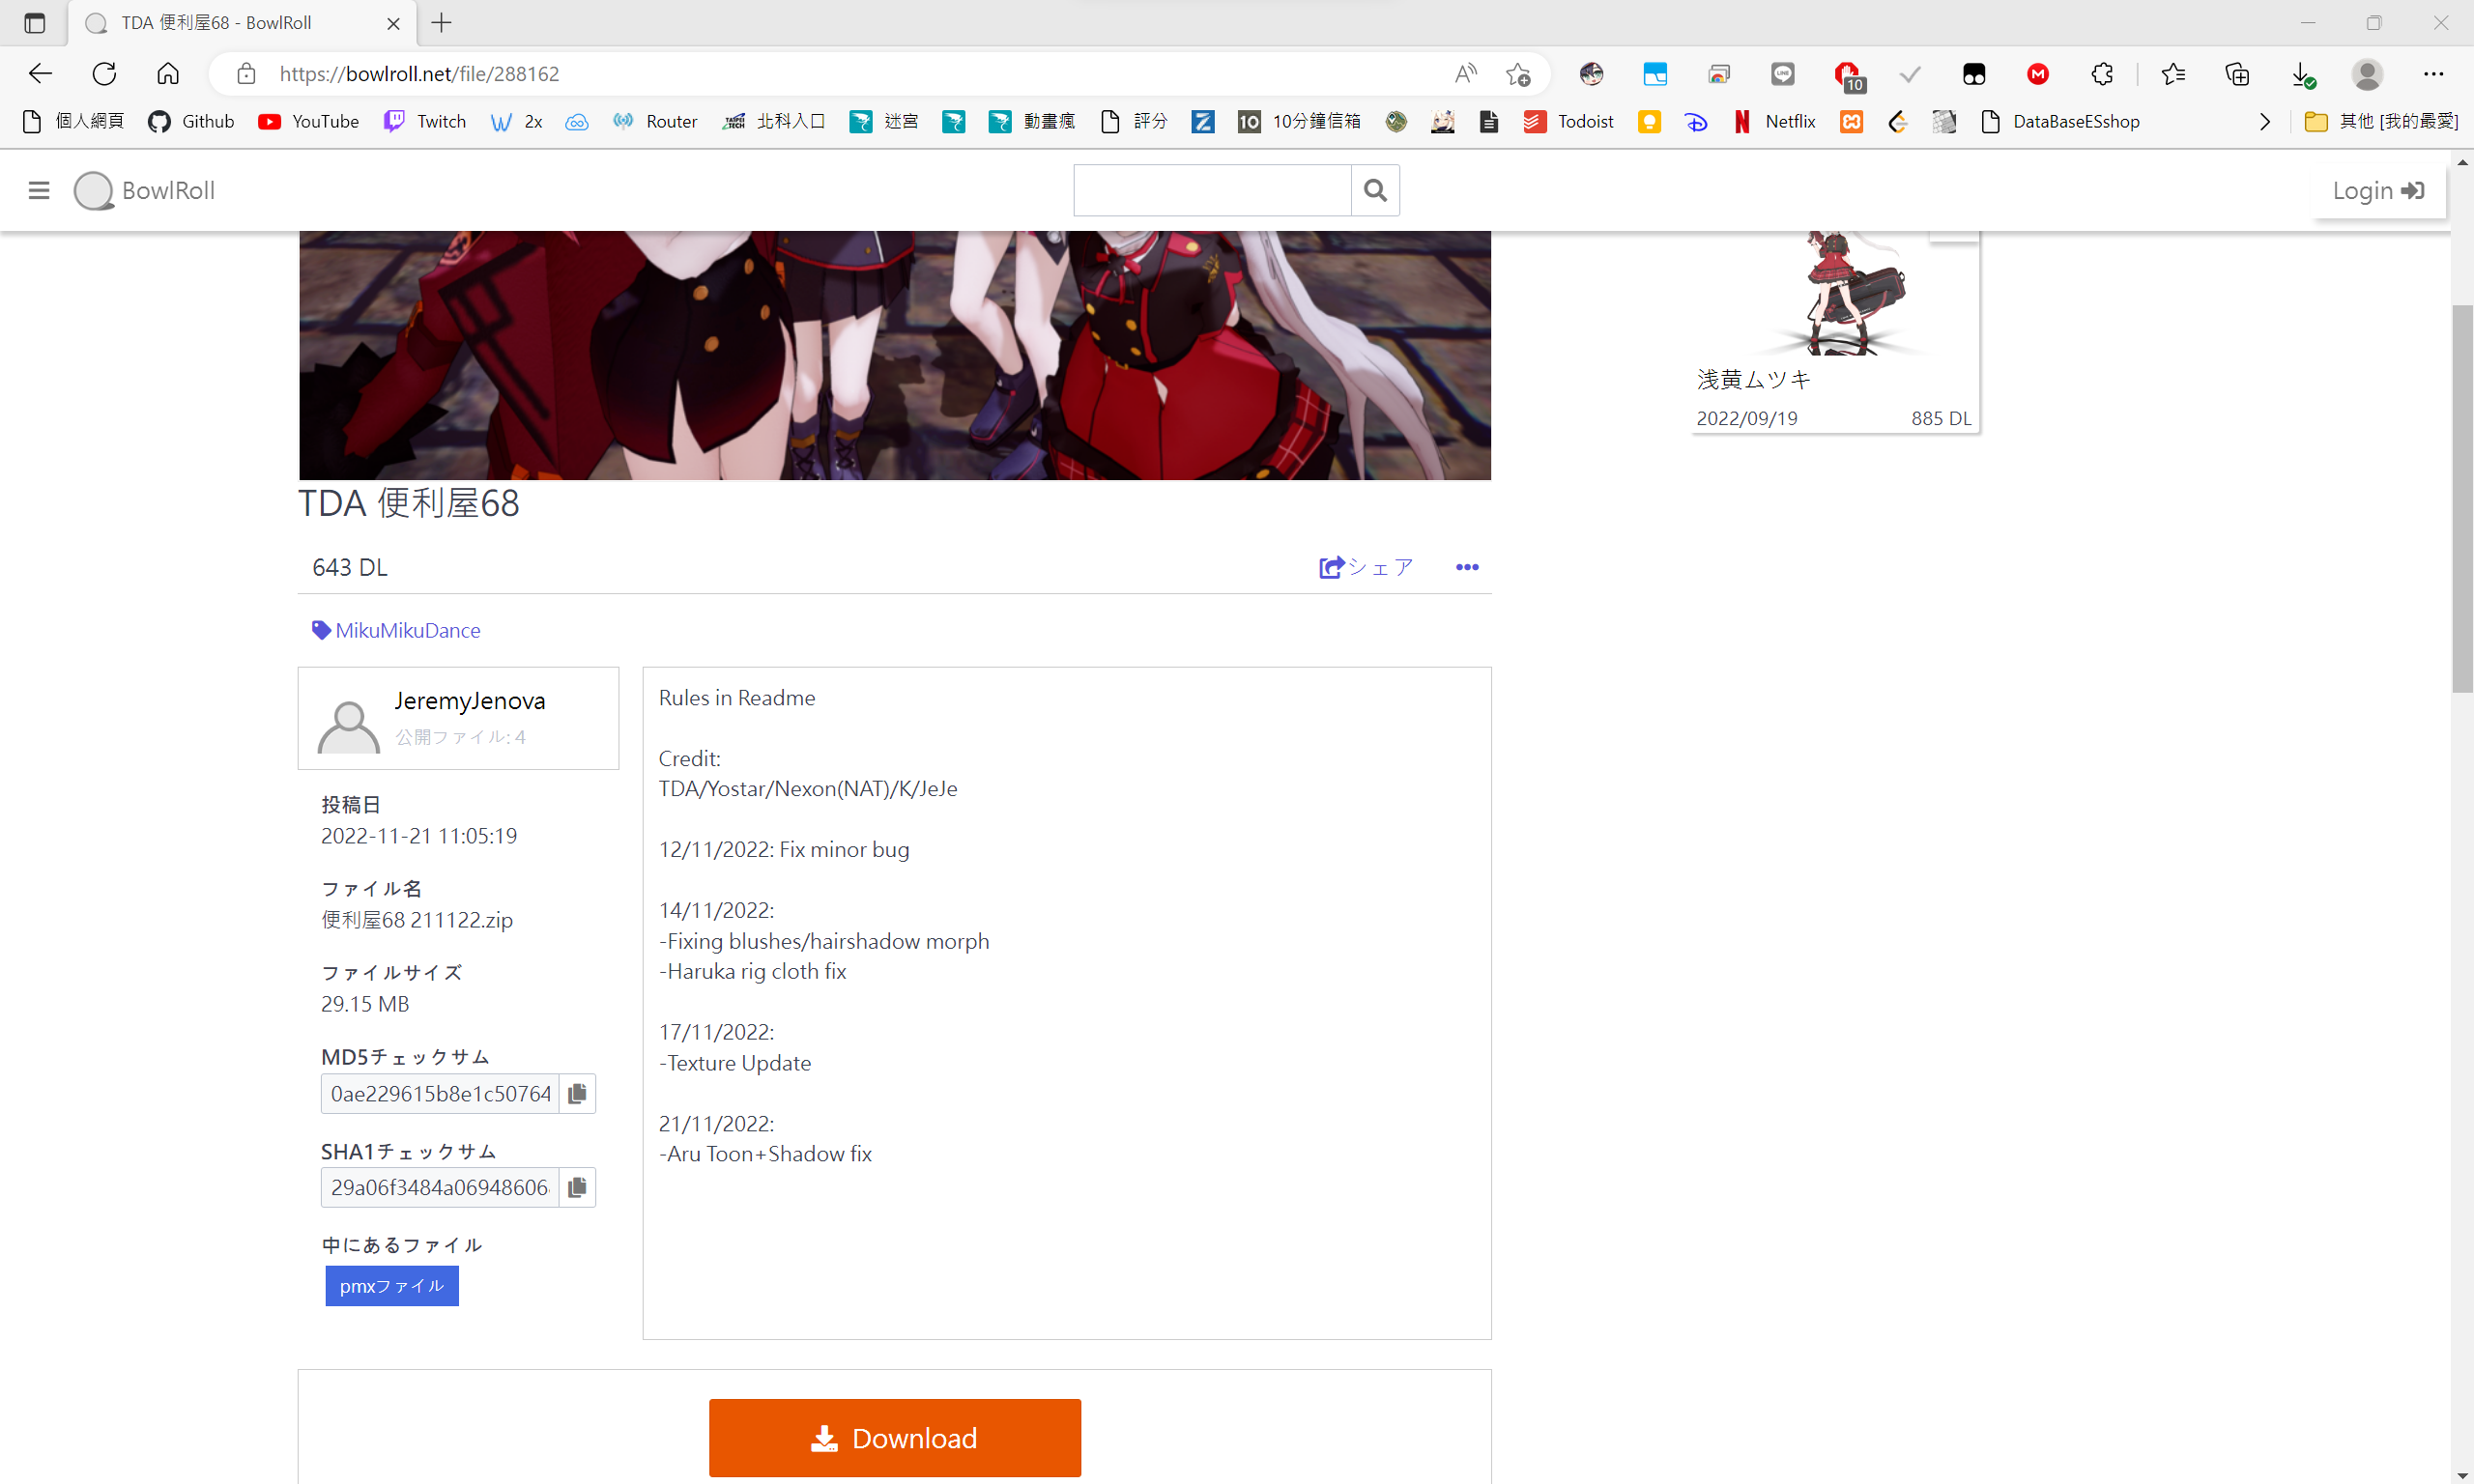 TDA 便利屋68 - BowlRoll
https://bowlroll.net/file/288162
10
個人網頁
Github
YouTube
Twitch
2x
Router
北科入口
迷宮
動畫瘋
評分
10分鐘信箱
Todoist
Netflix
DataBaseESshop
其他 [我的最愛]
BowlRoll
Login
浅黄ムツキ
2022/09/19 885 DL
TDA 便利屋68
643 DL
シェア
MikuMikuDance
JeremyJenova
公開ファイル: 4
投稿日
2022-11-21 11:05:19
ファイル名
便利屋68 211122.zip
ファイルサイズ
29.15 MB
MD5チェックサム
0ae229615b8e1c50764
SHA1チェックサム
29a06f3484a06948606
中にあるファイル
pmxファイル
Rules in Readme
Credit:
TDA/Yostar/Nexon(NAT)/K/JeJe
12/11/2022: Fix minor bug
14/11/2022:
-Fixing blushes/hairshadow morph
-Haruka rig cloth fix
17/11/2022:
-Texture Update
21/11/2022:
-Aru Toon+Shadow fix
Download